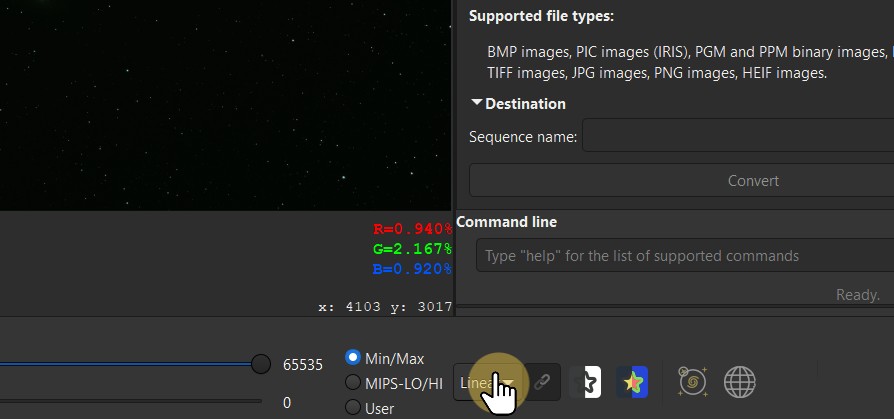 Supported file types:
BMP images, PIC images (IRIS), PGM and PPM binary images,
TIFF images, JPG images, PNG images, HEIF images.
Destination
Sequence name:
Convert
R=0.940%
G=2.167%
B=0.920%
Command line
Type "help" for the list of supported commands
x: 4103 y: 3017
Ready.
65535
Min/Max
MIPS-LO/HI
0
User